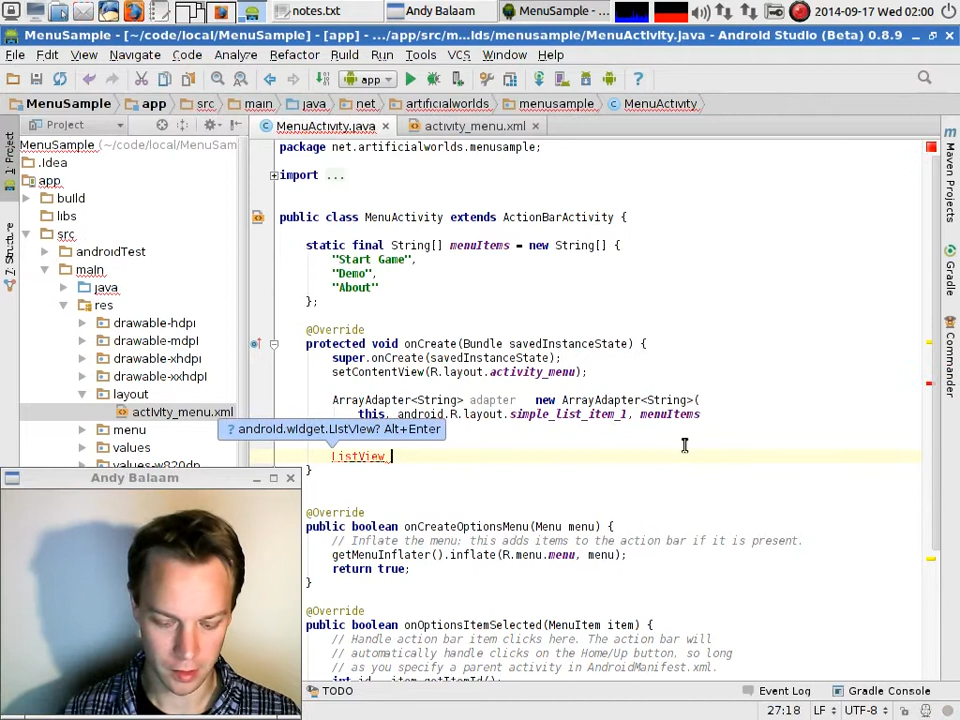 notes.txt
Andy Balaam
MenuSample - ...
2014-09-17 Wed 02:00
MenuSample - [~/code/local/MenuSample] - [app] - .../app/src/m...lds/menusample/MenuActivity.java - Android Studio (Beta) 0.8.9
File Edit View Navigate Code Analyze Refactor Build Run Tools VCS Window Help
app
MenuSample app src main java net artificialworlds menusample MenuActivity
Project
MenuActivity.java
activity_menu.xml
1: Project
7: Structure
Maven Projects
Gradle
Commander
MenuSample (~/code/local/MenuSam
.idea
app
build
libs
src
androidTest
main
java
res
drawable-hdpi
drawable-mdpi
drawable-xhdpi
drawable-xxhdpi
layout
activity_menu.xml
menu
values
values-w820dp
package net.artificialworlds.menusample;
import ...
public class MenuActivity extends ActionBarActivity {
static final String[] menuItems = new String[] {
"Start Game",
"Demo",
"About"
};
@Override
protected void onCreate(Bundle savedInstanceState) {
super.onCreate(savedInstanceState);
setContentView(R.layout.activity_menu);
ArrayAdapter<String> adapter new ArrayAdapter<String>(
this, android.R.layout.simple_list_item_1, menuItems
? android.widget.ListView? Alt+Enter
ListView
}
@Override
public boolean onCreateOptionsMenu(Menu menu) {
// Inflate the menu; this adds items to the action bar if it is present.
getMenuInflater().inflate(R.menu.menu, menu);
return true;
}
@Override
public boolean onOptionsItemSelected(MenuItem item) {
// Handle action bar item clicks here. The action bar will
// automatically handle clicks on the Home/Up button, so long
// as you specify a parent activity in AndroidManifest.xml.
int id = item.getItemId();
Andy Balaam
TODO
Event Log
Gradle Console
27:18 LF UTF-8